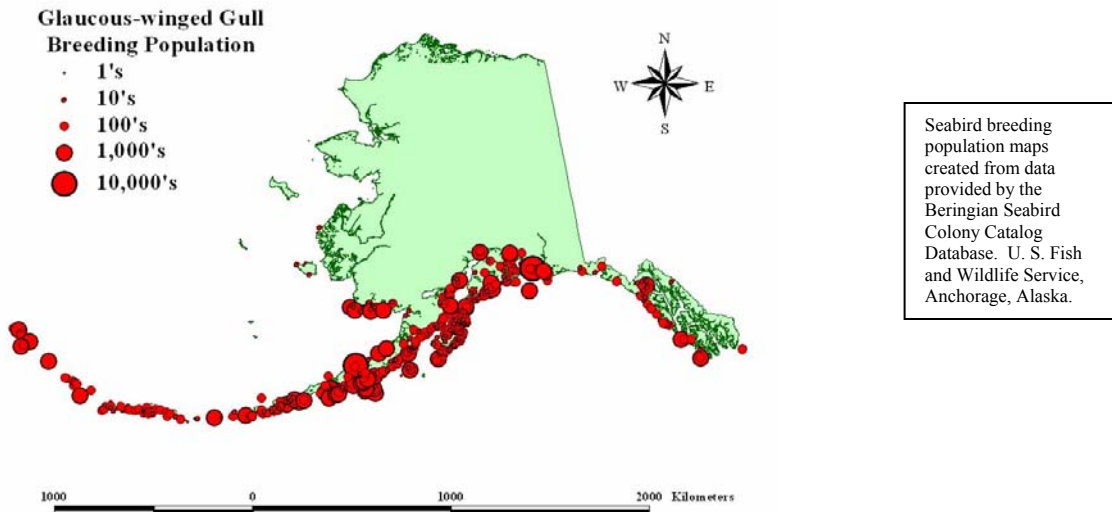 Glaucous-winged Gull
Breeding Population
1's
10's
100's
1,000's
10,000's
N
W E
S
Seabird breeding
population maps
created from data
provided by the
Beringian Seabird
Colony Catalog
Database. U. S. Fish
and Wildlife Service,
Anchorage, Alaska.
1000 0 1000 2000 Kilometers